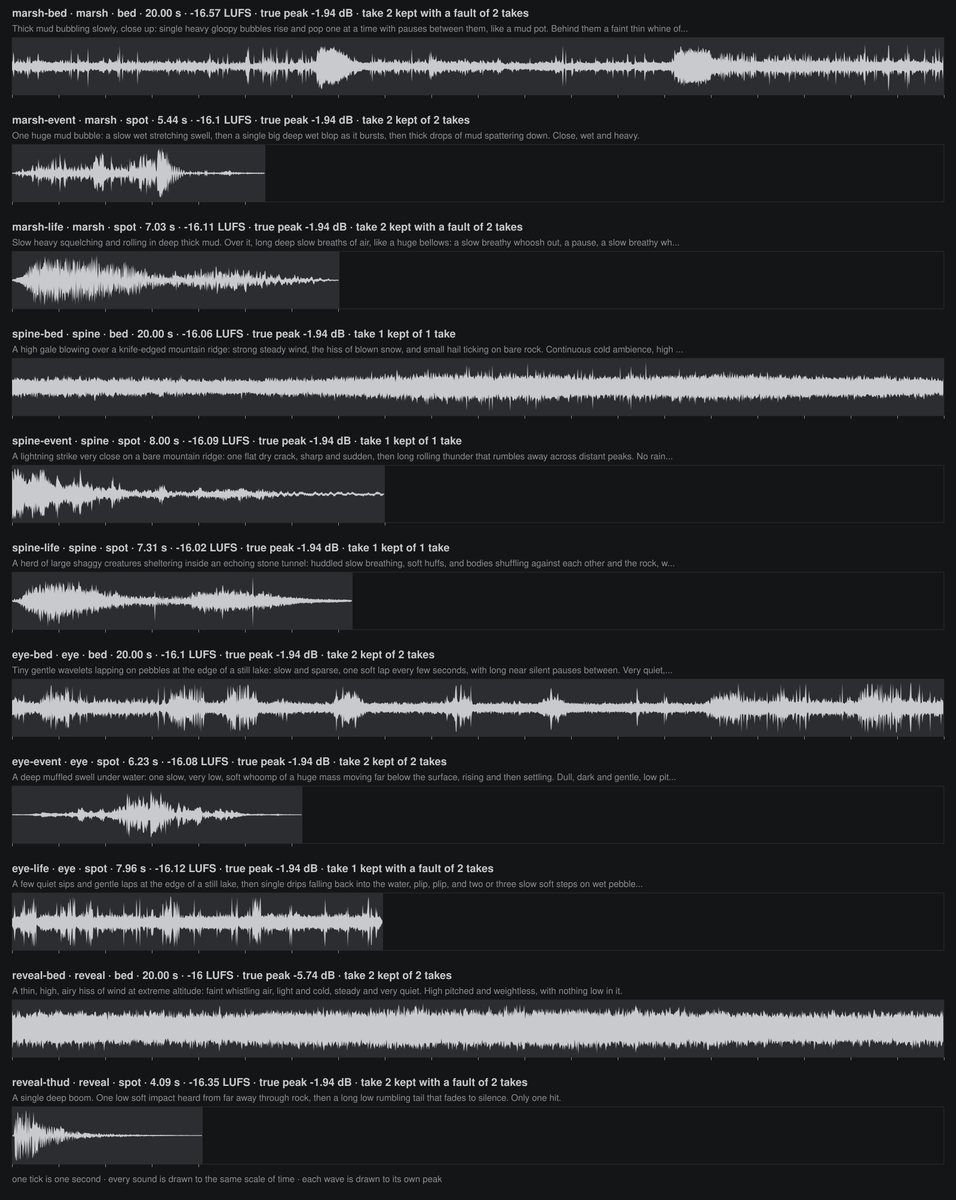 marsh-bed · marsh · bed · 20.00 s · -16.57 LUFS · true peak -1.94 dB · take 2 kept with a fault of 2 takes
Thick mud bubbling slowly, close up: single heavy gloopy bubbles rise and pop one at a time with pauses between them, like a mud pot. Behind them a faint thin whine of...
marsh-event · marsh · spot · 5.44 s · -16.1 LUFS · true peak -1.94 dB · take 2 kept of 2 takes
One huge mud bubble: a slow wet stretching swell, then a single big deep wet blop as it bursts, then thick drops of mud spattering down. Close, wet and heavy.
marsh-life · marsh · spot · 7.03 s · -16.11 LUFS · true peak -1.94 dB · take 2 kept with a fault of 2 takes
Slow heavy squelching and rolling in deep thick mud. Over it, long deep slow breaths of air, like a huge bellows: a slow breathy whoosh out, a pause, a slow breathy wh...
spine-bed · spine · bed · 20.00 s · -16.06 LUFS · true peak -1.94 dB · take 1 kept of 1 take
A high gale blowing over a knife-edged mountain ridge: strong steady wind, the hiss of blown snow, and small hail ticking on bare rock. Continuous cold ambience, high ...
spine-event · spine · spot · 8.00 s · -16.09 LUFS · true peak -1.94 dB · take 1 kept of 1 take
A lightning strike very close on a bare mountain ridge: one flat dry crack, sharp and sudden, then long rolling thunder that rumbles away across distant peaks. No rain...
spine-life · spine · spot · 7.31 s · -16.02 LUFS · true peak -1.94 dB · take 1 kept of 1 take
A herd of large shaggy creatures sheltering inside an echoing stone tunnel: huddled slow breathing, soft huffs, and bodies shuffling against each other and the rock, w...
eye-bed · eye · bed · 20.00 s · -16.1 LUFS · true peak -1.94 dB · take 2 kept of 2 takes
Tiny gentle wavelets lapping on pebbles at the edge of a still lake: slow and sparse, one soft lap every few seconds, with long near silent pauses between. Very quiet,...
eye-event · eye · spot · 6.23 s · -16.08 LUFS · true peak -1.94 dB · take 2 kept of 2 takes
A deep muffled swell under water: one slow, very low, soft whoomp of a huge mass moving far below the surface, rising and then settling. Dull, dark and gentle, low pit...
eye-life · eye · spot · 7.96 s · -16.12 LUFS · true peak -1.94 dB · take 1 kept with a fault of 2 takes
A few quiet sips and gentle laps at the edge of a still lake, then single drips falling back into the water, plip, plip, and two or three slow soft steps on wet pebble...
reveal-bed · reveal · bed · 20.00 s · -16 LUFS · true peak -5.74 dB · take 2 kept of 2 takes
A thin, high, airy hiss of wind at extreme altitude: faint whistling air, light and cold, steady and very quiet. High pitched and weightless, with nothing low in it.
reveal-thud · reveal · spot · 4.09 s · -16.35 LUFS · true peak -1.94 dB · take 2 kept with a fault of 2 takes
A single deep boom. One low soft impact heard from far away through rock, then a long low rumbling tail that fades to silence. Only one hit.
one tick is one second · every sound is drawn to the same scale of time · each wave is drawn to its own peak